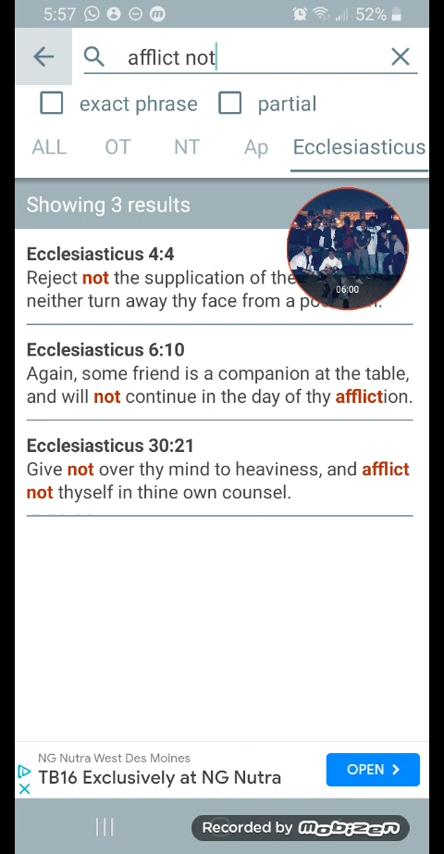 5:57 52%
afflict not
exact phrase partial
ALL OT NT Ap Ecclesiasticus
Showing 3 results
Ecclesiasticus 4:4
Reject not the supplication of the
neither turn away thy face from a
06:00
Ecclesiasticus 6:10
Again, some friend is a companion at the table,
and will not continue in the day of thy affliction.
Ecclesiasticus 30:21
Give not over thy mind to heaviness, and afflict
not thyself in thine own counsel.
NG Nutra West Des Moines
TB16 Exclusively at NG Nutra
OPEN
Recorded by Mobizen